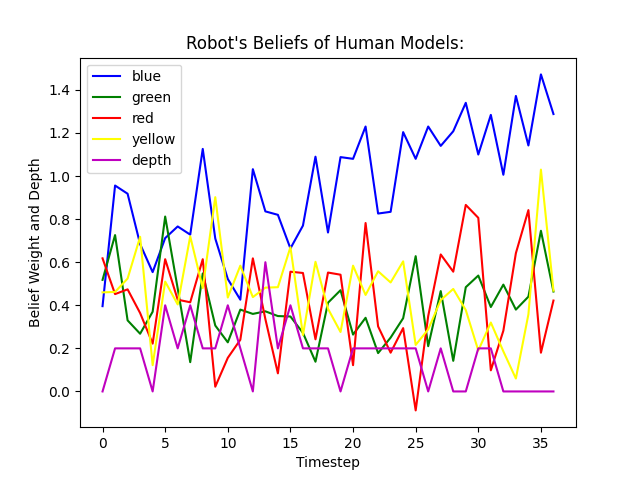 Robot's Beliefs of Human Models:
blue
green
red
yellow
depth
Belief Weight and Depth
1.4
1.2
1.0
0.8
0.6
0.4
0.2
0.0
0 5 10 15 20 25 30 35
Timestep